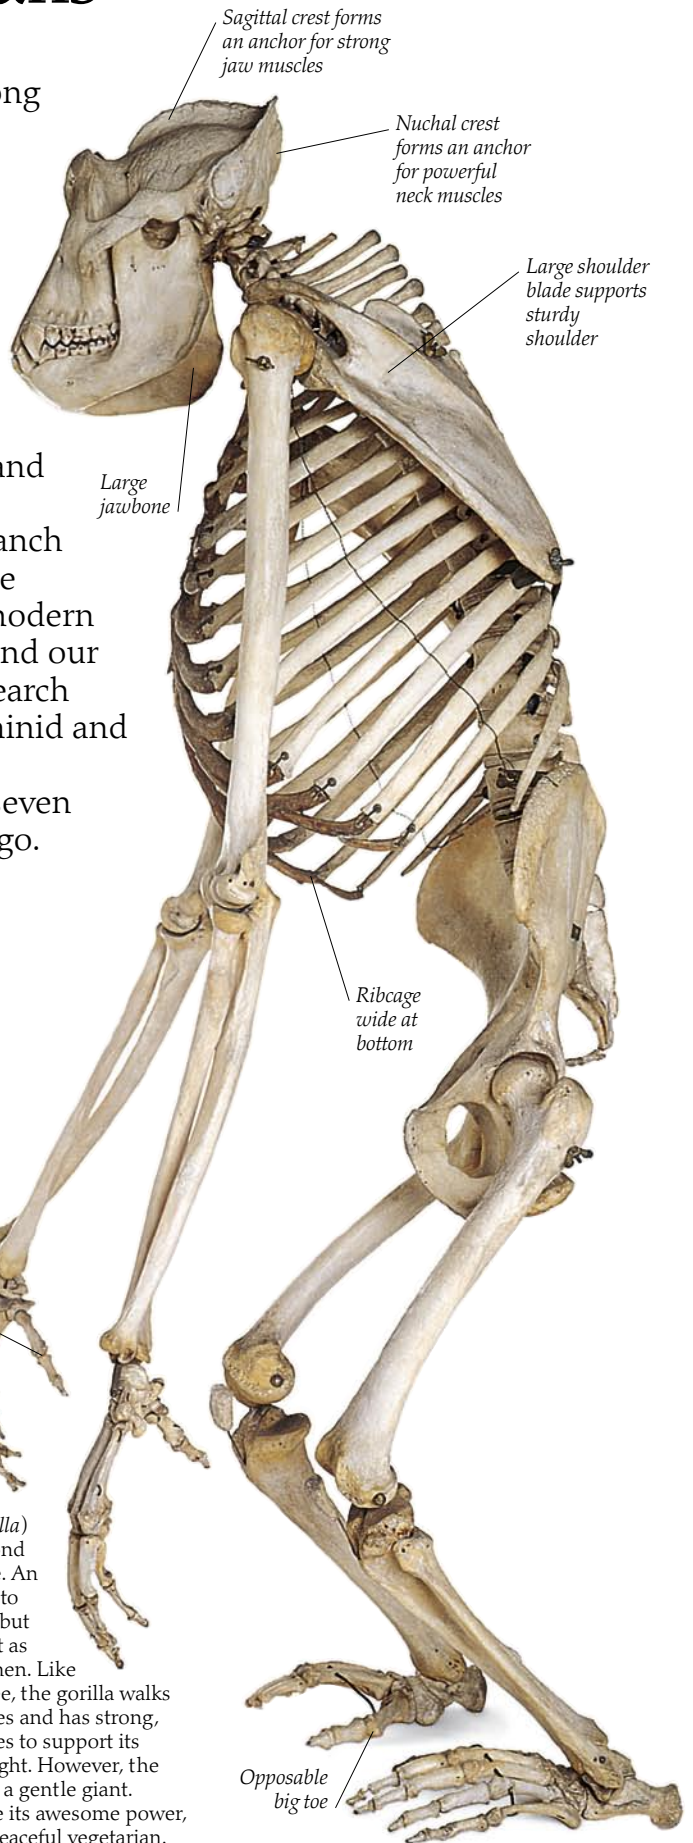 Sagittal crest forms
an anchor for strong
jaw muscles
ong
Nuchal crest
forms an anchor
for powerful
neck muscles
Large shoulder
blade supports
sturdy
shoulder
and
Large
jawbone
anch
e
modern
nd our
earch
inid and
even
go.
Ribcage
wide at
bottom
lla)
nd
. An
to
but
t as
en. Like
e, the gorilla walks
es and has strong,
es to support its
ght. However, the
a gentle giant.
e its awesome power,
eaceful vegetarian.
Opposable
big toe